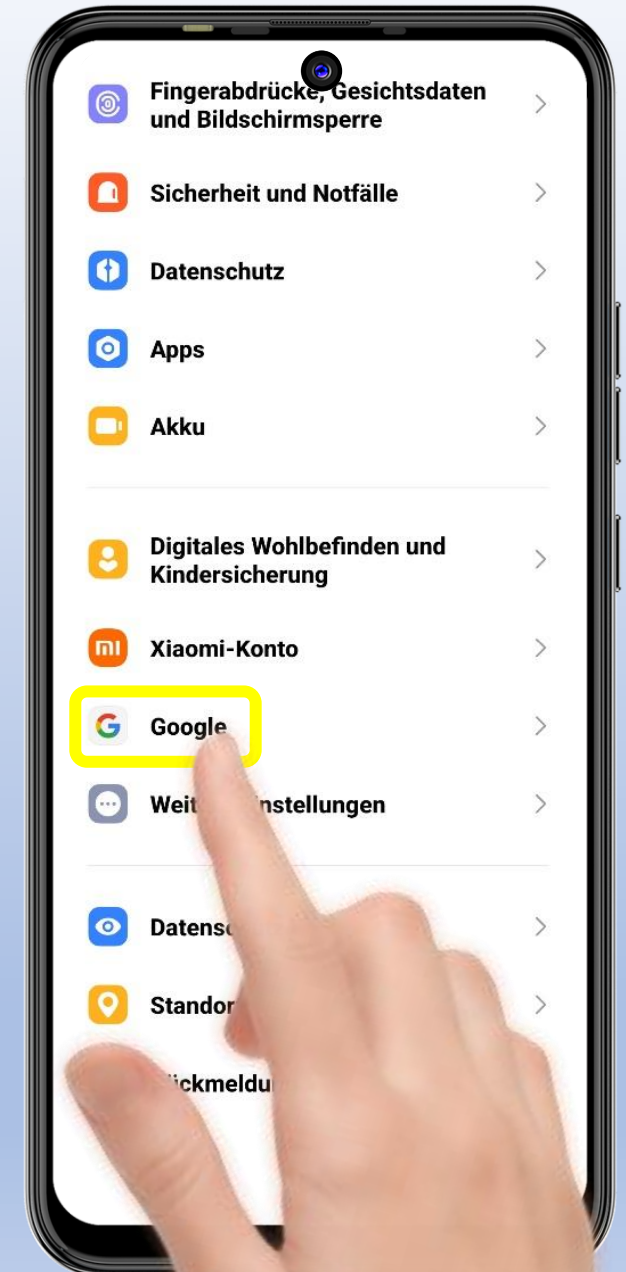 Fingerabdrücke, Gesichtsdaten
und Bildschirmsperre
Sicherheit und Notfälle
Datenschutz
Apps
Akku
Digitales Wohlbefinden und
Kindersicherung
Xiaomi-Konto
Google